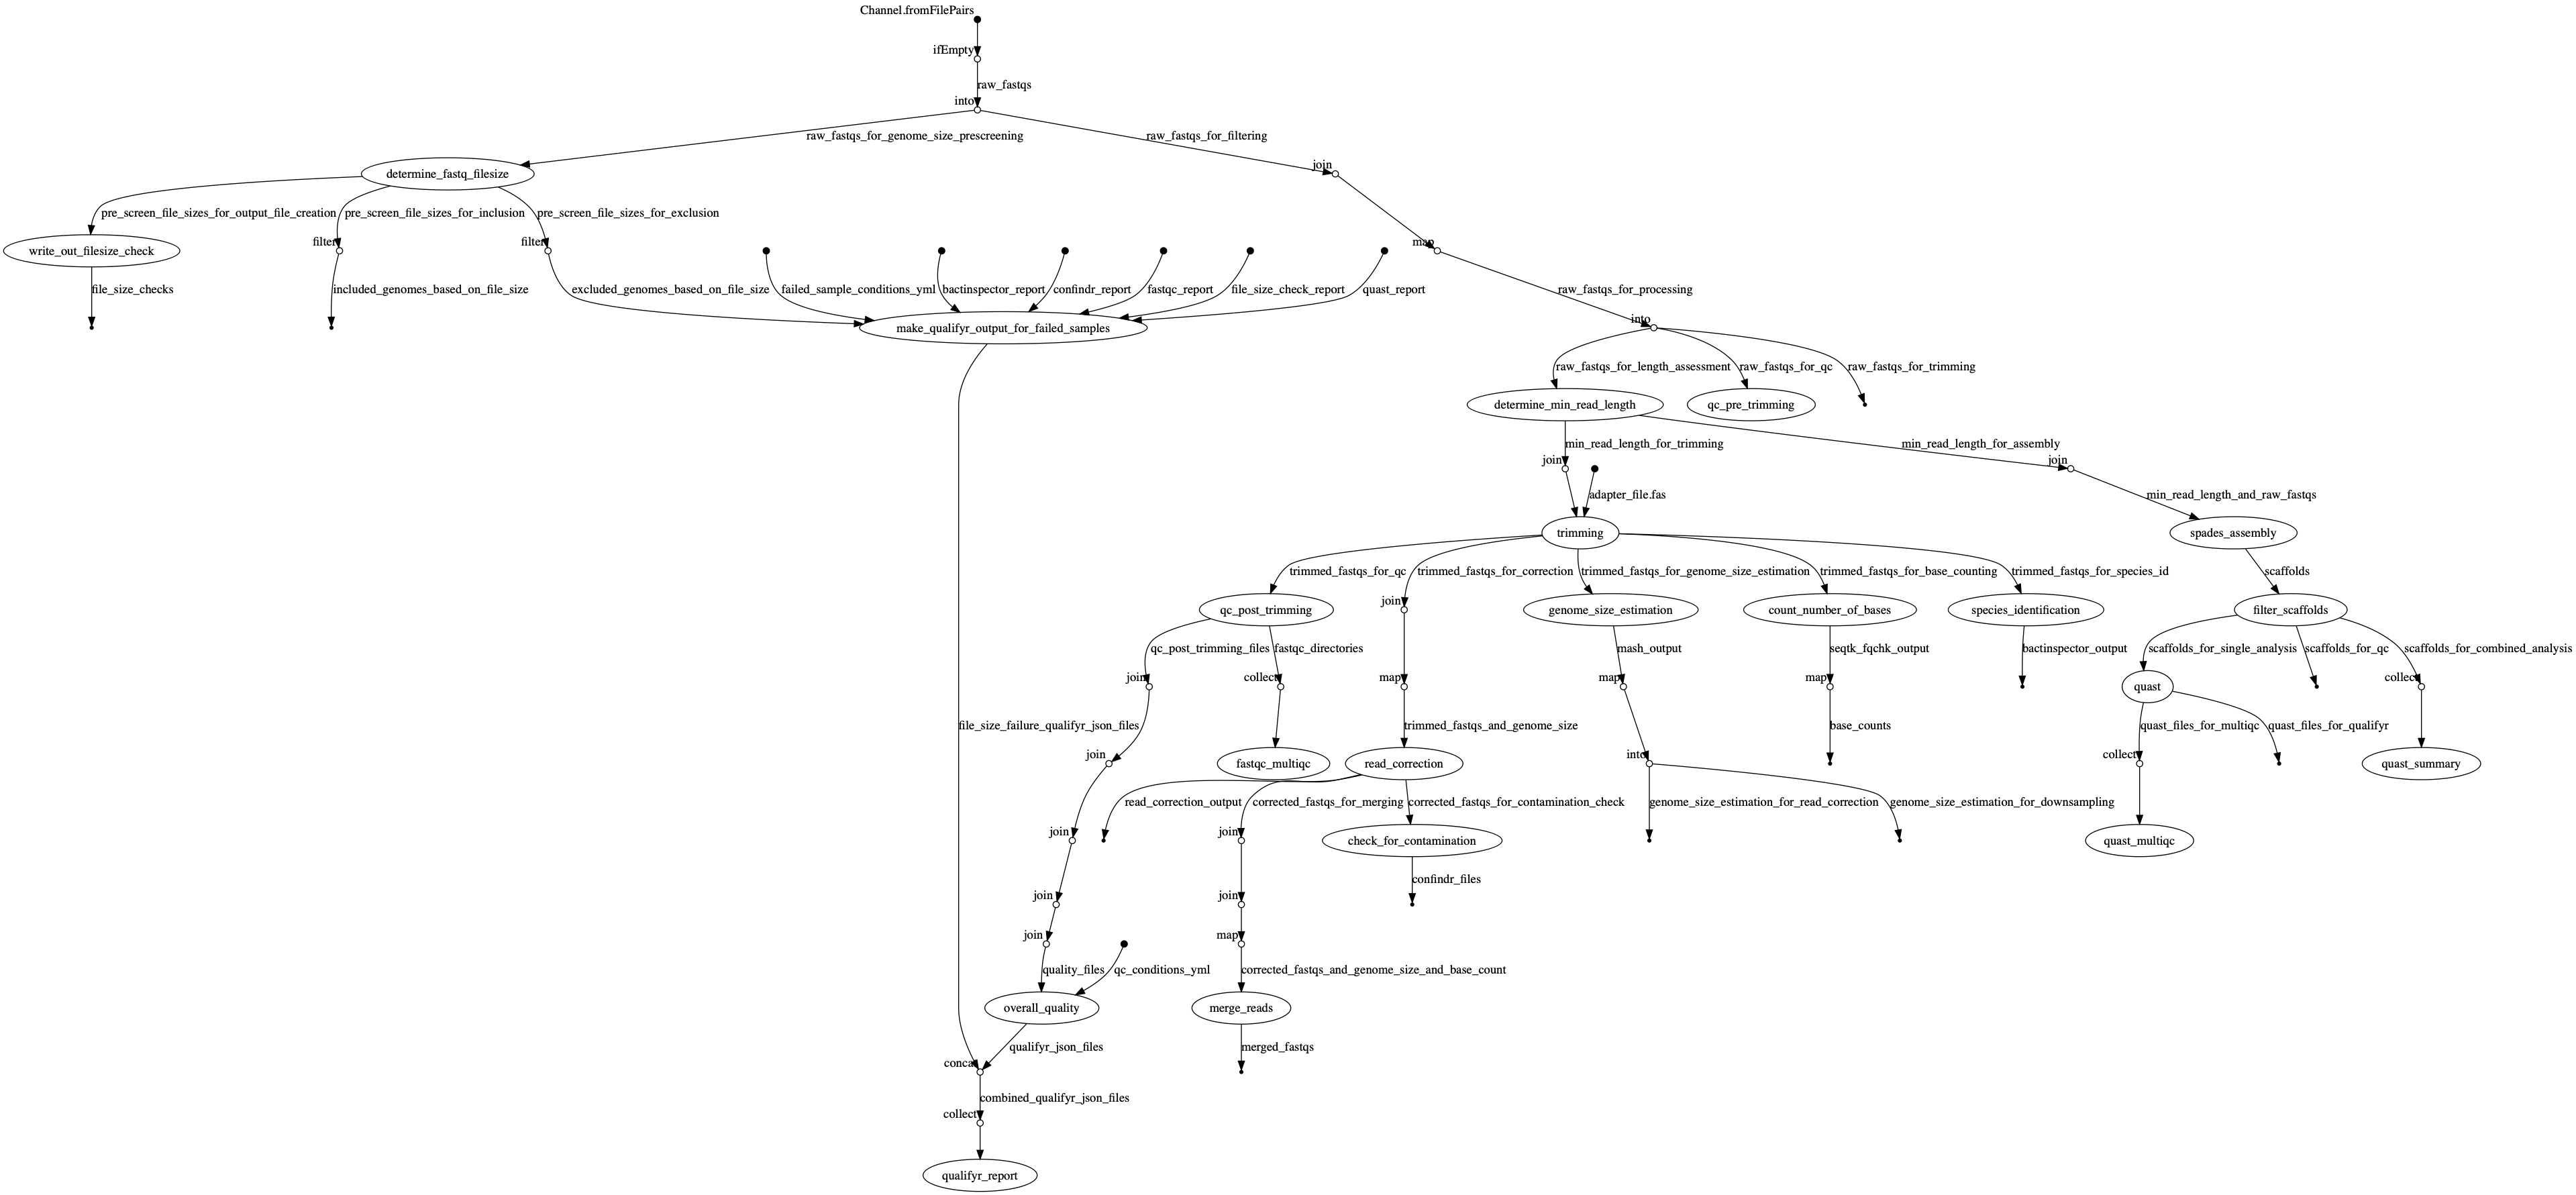 Channel.fromFilePairs
ifEmpty
raw_fastqs
into
raw_fastqs_for_genome_size_prescreening
raw_fastqs_for_filtering
join
determine_fastq_filesize
pre_screen_file_sizes_for_output_file_creation
pre_screen_file_sizes_for_inclusion
pre_screen_file_sizes_for_exclusion
filter
filter
map
write_out_filesize_check
file_size_checks
included_genomes_based_on_file_size
excluded_genomes_based_on_file_size
failed_sample_conditions_yml
bactinspector_report
confindr_report
fastqc_report
file_size_check_report
quast_report
raw_fastqs_for_processing
into
make_qualifyr_output_for_failed_samples
raw_fastqs_for_length_assessment
raw_fastqs_for_qc
raw_fastqs_for_trimming
determine_min_read_length
qc_pre_trimming
min_read_length_for_trimming
min_read_length_for_assembly
join
join
adapter_file.fas
min_read_length_and_raw_fastqs
trimming
spades_assembly
trimmed_fastqs_for_qc
trimmed_fastqs_for_correction
trimmed_fastqs_for_genome_size_estimation
trimmed_fastqs_for_base_counting
trimmed_fastqs_for_species_id
scaffolds
join
qc_post_trimming
genome_size_estimation
count_number_of_bases
species_identification
filter_scaffolds
qc_post_trimming_files
fastqc_directories
mash_output
seqtk_fqchk_output
bactinspector_output
scaffolds_for_single_analysis
scaffolds_for_qc
scaffolds_for_combined_analysis
join
collect
map
map
map
collect
quast
file_size_failure_qualifyr_json_files
trimmed_fastqs_and_genome_size
base_counts
quast_files_for_multiqc
quast_files_for_qualifyr
join
into
collect
fastqc_multiqc
read_correction
quast_summary
read_correction_output
corrected_fastqs_for_merging
corrected_fastqs_for_contamination_check
genome_size_estimation_for_read_correction
genome_size_estimation_for_downsampling
join
join
check_for_contamination
quast_multiqc
confindr_files
join
join
join
map
quality_files
qc_conditions_yml
corrected_fastqs_and_genome_size_and_base_count
overall_quality
merge_reads
qualifyr_json_files
merged_fastqs
concat
combined_qualifyr_json_files
collect
qualifyr_report